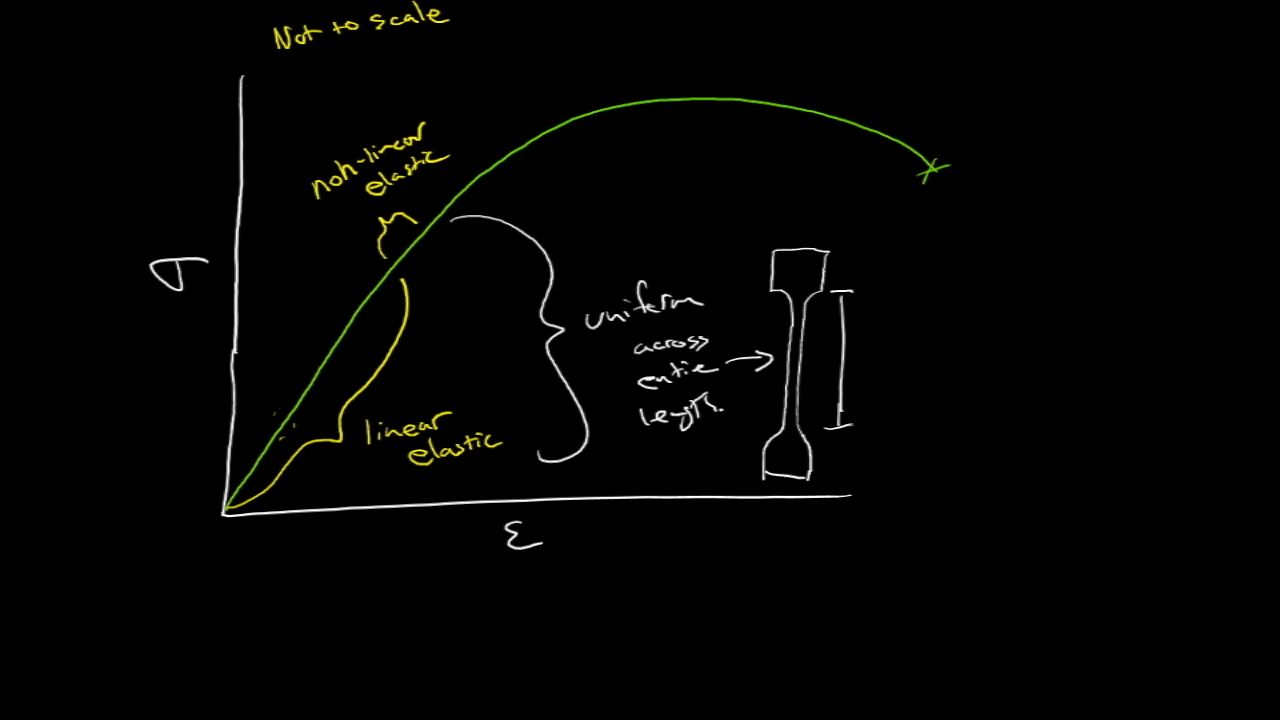 Not to scale
non-linear
elastic
σ
uniform
across
entire
length.
linear
elastic
ε